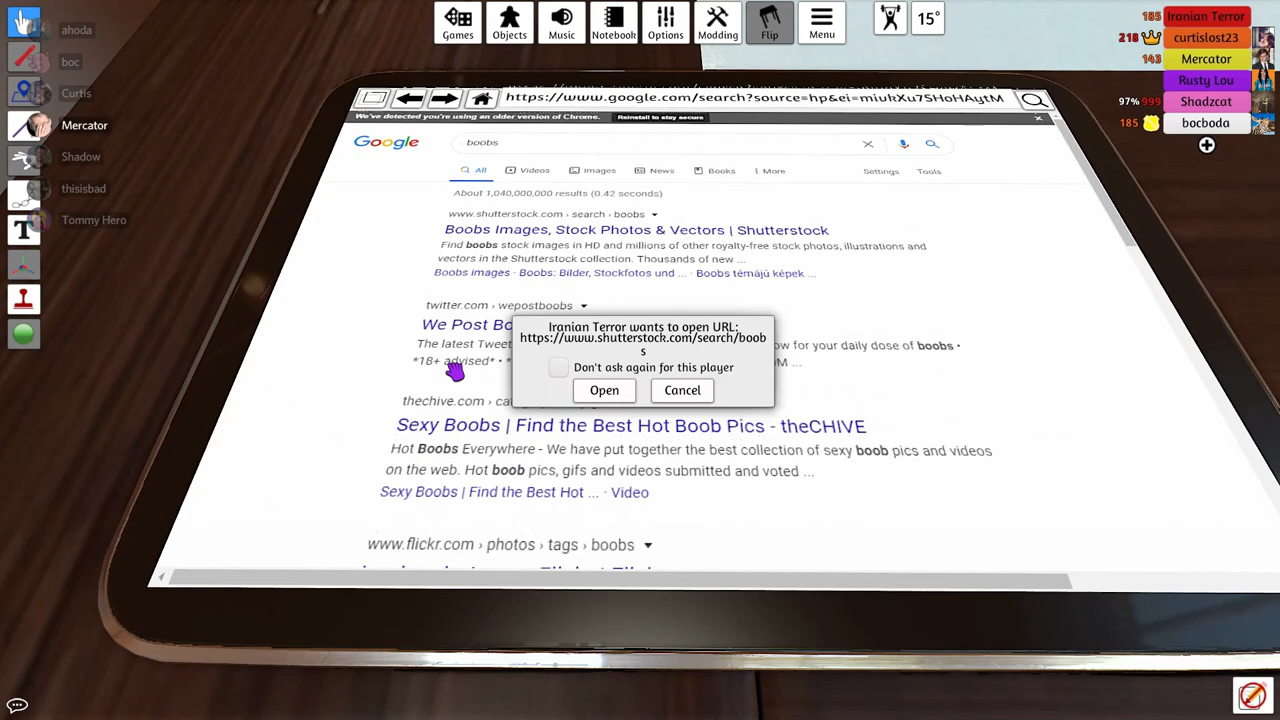 Games Objects Music Notebook Options Modding Flip Menu 15°
ahoda
boc
Curtis
Mercator
Shadow
thisisbad
Tommy Hero
T
185 Iranian Terror
218 curtislost23
143 Mercator
Rusty Lou
97% 999 Shadzcat
185 bocboda
https://www.google.com/search?source=hp&ei=miukXu7SHoHAytM
We've detected you're using an older version of Chrome. Reinstall to stay secure
Google boobs
All Videos Images News Books More Settings Tools
About 1,040,000,000 results (0.42 seconds)
www.shutterstock.com › search › boobs
Boobs Images, Stock Photos & Vectors | Shutterstock
Find boobs stock images in HD and millions of other royalty-free stock photos, illustrations and
vectors in the Shutterstock collection. Thousands of new ...
Boobs images · Boobs: Bilder, Stockfotos und ... · Boobs témájú képek ...
twitter.com › wepostboobs
We Post Bo
The latest Tweet
ow for your daily dose of boobs •
*18+ advised* •
M ...
Iranian Terror wants to open URL:
https://www.shutterstock.com/search/boob
s
Don't ask again for this player
Open Cancel
thechive.com › ca
Sexy Boobs | Find the Best Hot Boob Pics - theCHIVE
Hot Boobs Everywhere - We have put together the best collection of sexy boob pics and videos
on the web. Hot boob pics, gifs and videos submitted and voted ...
Sexy Boobs | Find the Best Hot ... · Video
www.flickr.com › photos › tags › boobs